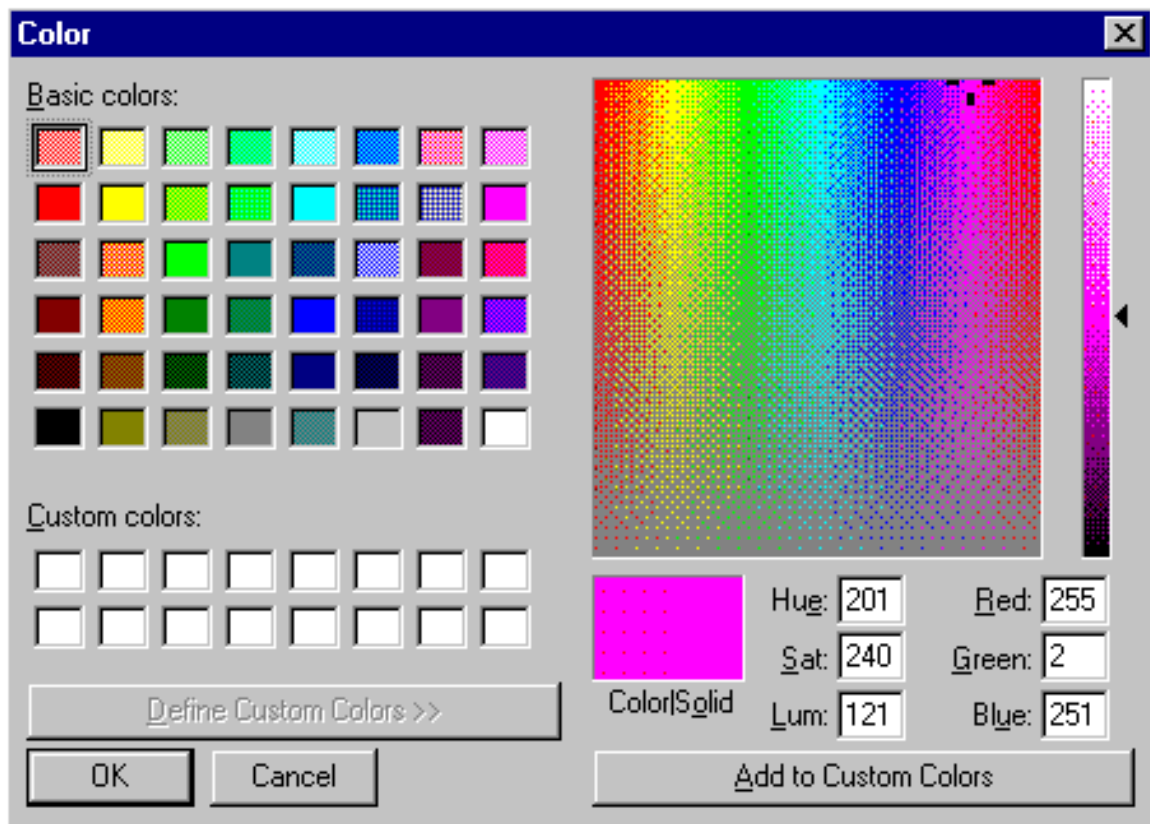 Color
Basic colors:
Custom colors:
Define Custom Colors >>
OK Cancel
Color|Solid
Hue: 201 Red: 255
Sat: 240 Green: 2
Lum: 121 Blue: 251
Add to Custom Colors